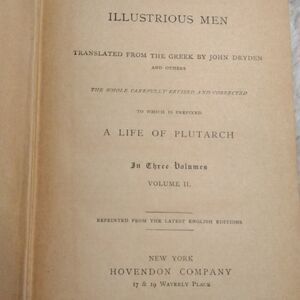 ILLUSTRIOUS MEN
TRANSLATED FROM THE GREEK BY JOHN DRYDEN
AND OTHERS
THE WHOLE CAREFULLY REVISED AND CORRECTED
TO WHICH IS PREFIXED
A LIFE OF PLUTARCH
In Three Volumes
VOLUME II.
REPRINTED FROM THE LATEST ENGLISH EDITIONS
NEW YORK
HOVENDON COMPANY
17 & 19 WAVERLY PLACE